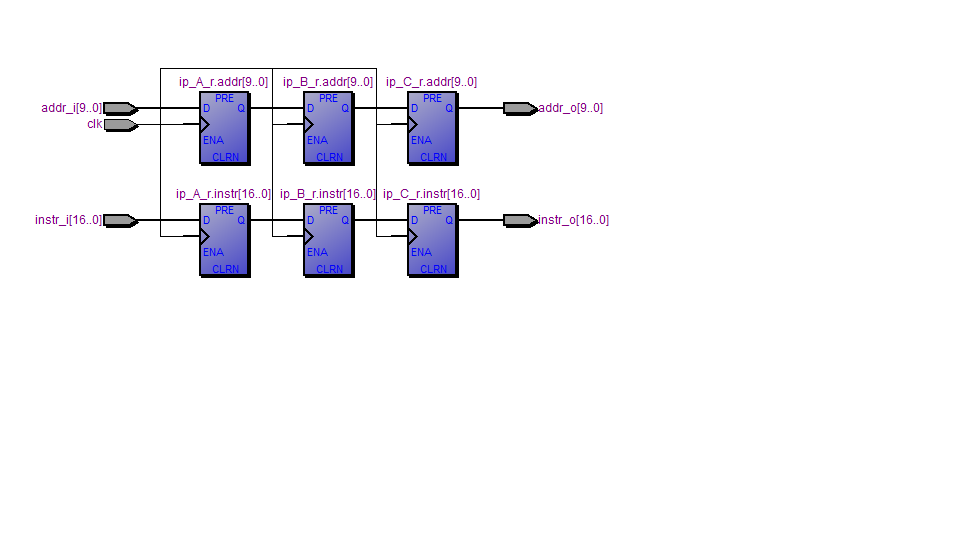 ip_A_r.addr[9..0] ip_B_r.addr[9..0] ip_C_r.addr[9..0]
PRE PRE PRE
addr_i[9..0] D Q D Q D Q addr_o[9..0]
clk
ENA ENA ENA
CLRN CLRN CLRN
ip_A_r.instr[16..0] ip_B_r.instr[16..0] ip_C_r.instr[16..0]
PRE PRE PRE
instr_i[16..0] D Q D Q D Q instr_o[16..0]
ENA ENA ENA
CLRN CLRN CLRN